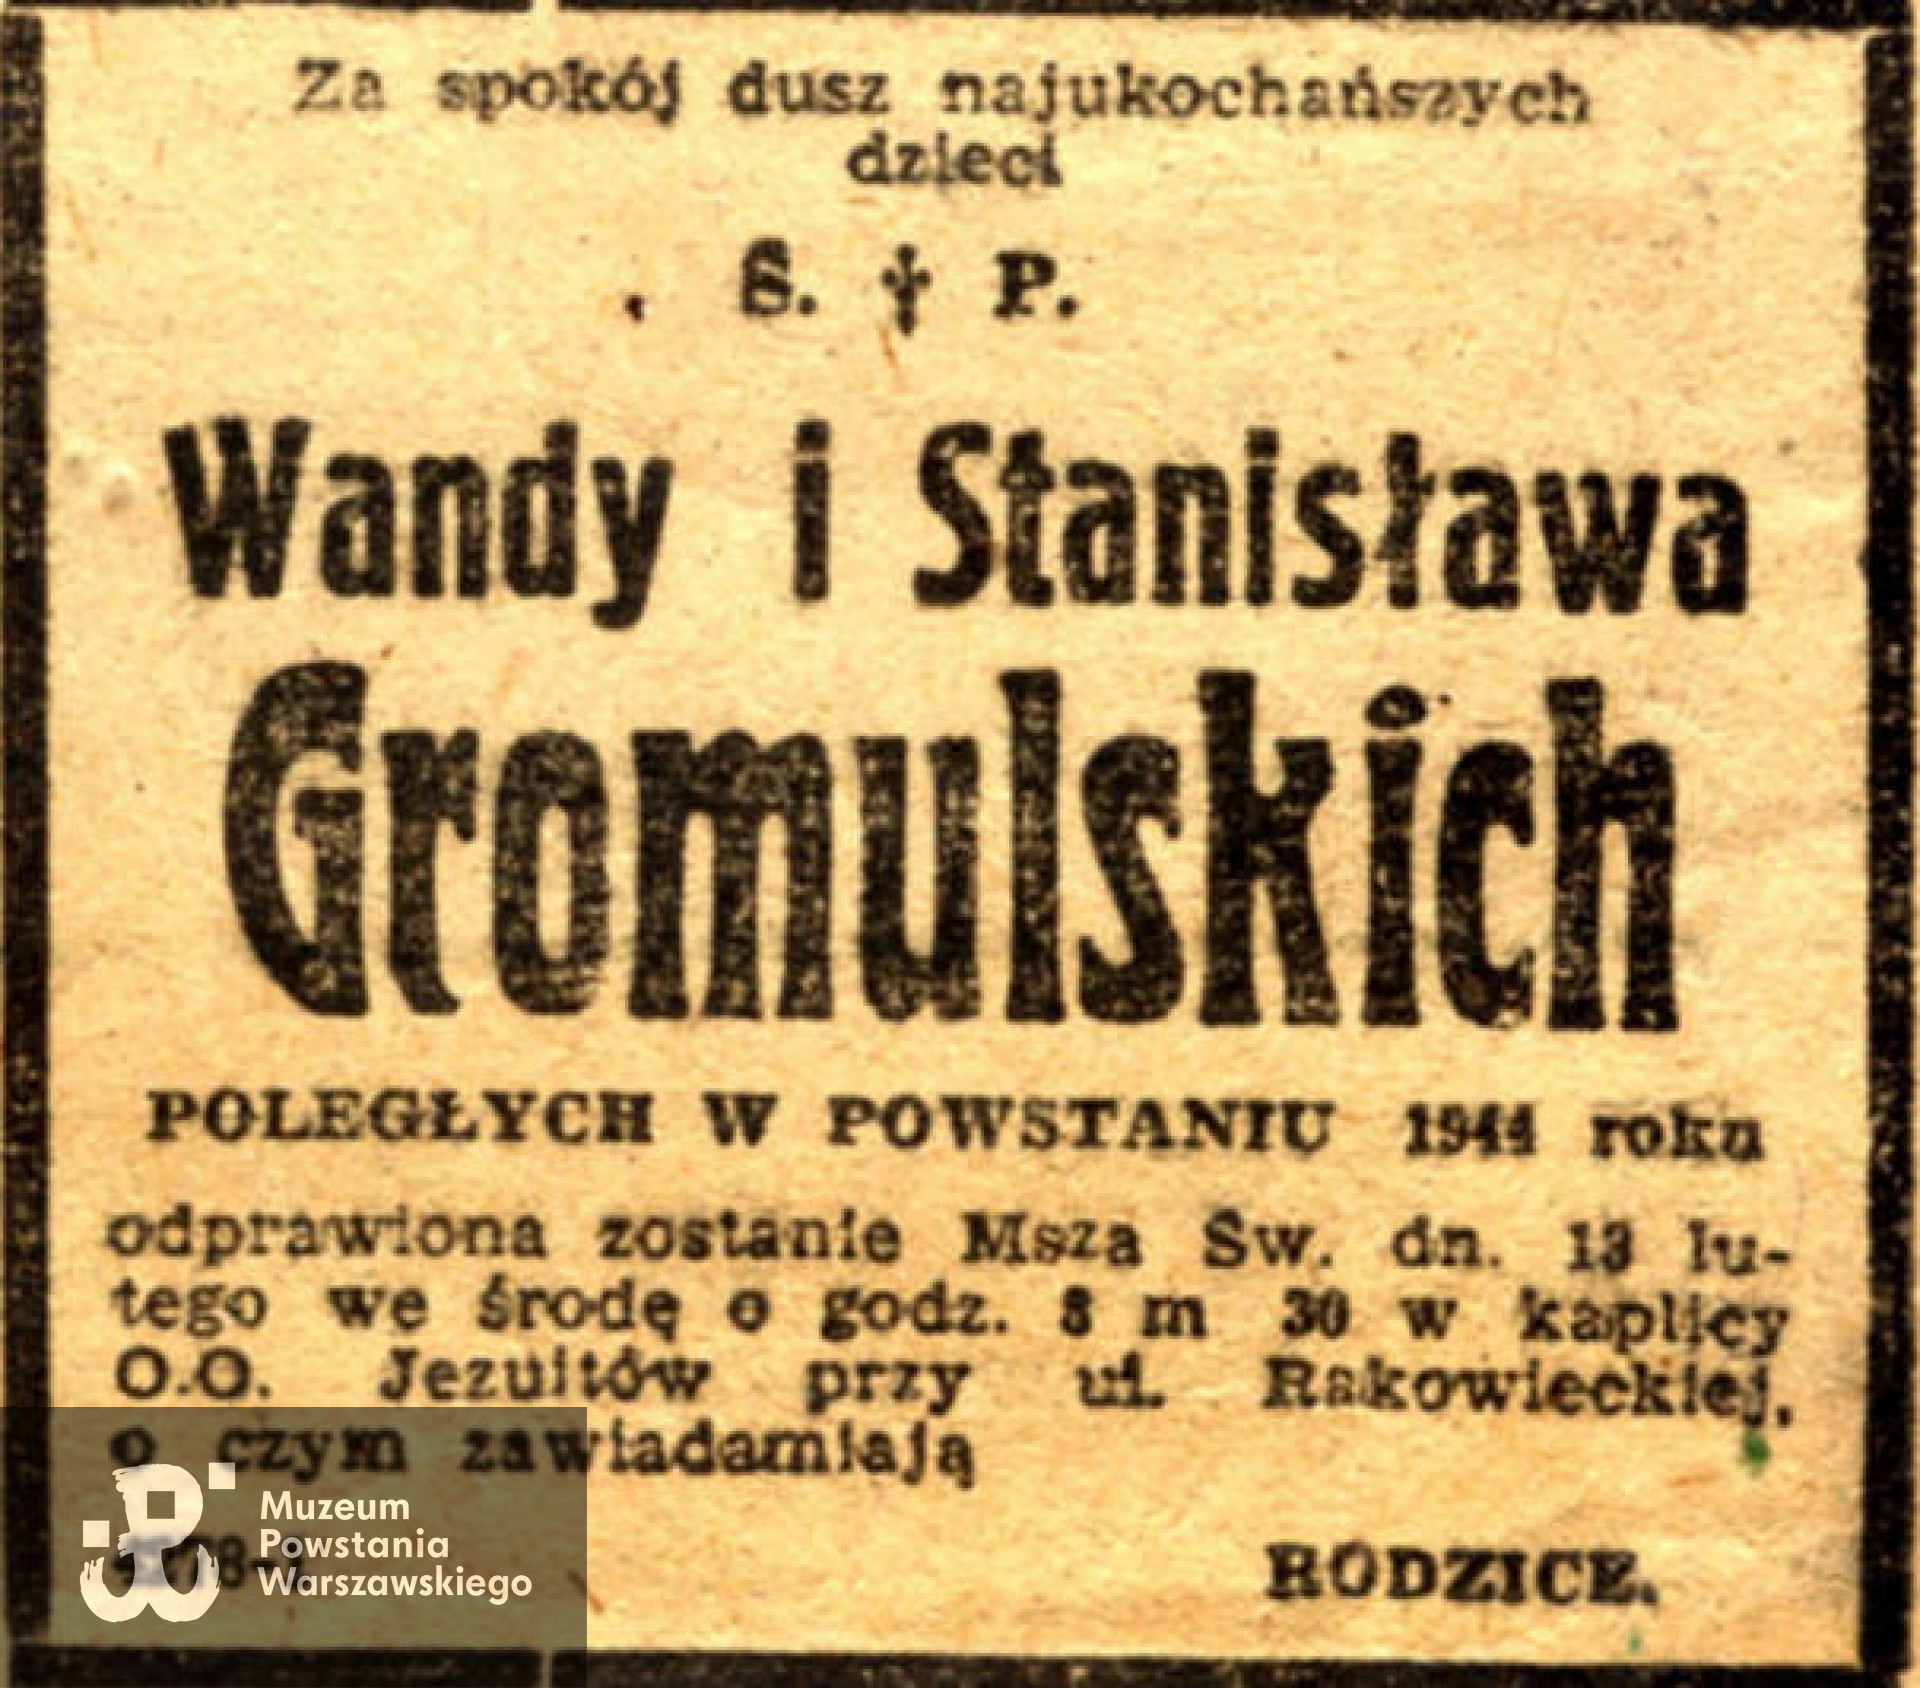 Za spokój dusz najukochańszych
dzieci
Ś. † P.
Wandy i Stanisława
Gromulskich
POLEGŁYCH W POWSTANIU 1944 roku
odprawiona zostanie Msza Św. dn. 13 lu-
tego we środę o godz. 8 m 30 w kaplicy
O.O. Jezuitów przy ul. Rakowieckiej,
o czym zawiadamiają
RODZICE.
Muzeum
Powstania
Warszawskiego